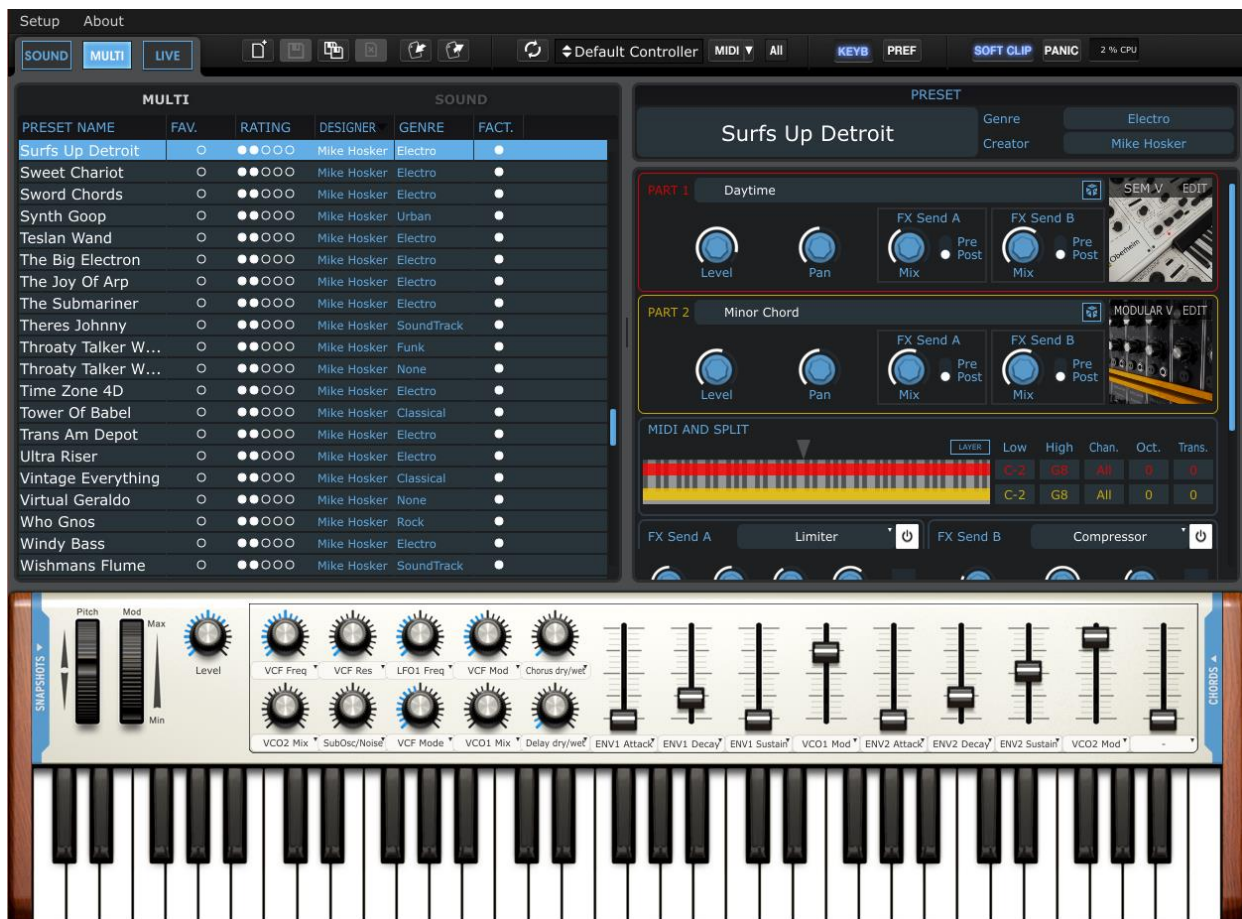 Setup About
SOUND MULTI LIVE Default Controller MIDI All KEYB PREF SOFT CLIP PANIC 2 % CPU
MULTI SOUND
PRESET NAME FAV. RATING DESIGNER GENRE FACT.
Surfs Up Detroit Mike Hosker Electro
Sweet Chariot Mike Hosker Electro
Sword Chords Mike Hosker Electro
Synth Goop Mike Hosker Urban
Teslan Wand Mike Hosker Electro
The Big Electron Mike Hosker Electro
The Joy Of Arp Mike Hosker Electro
The Submariner Mike Hosker Electro
Theres Johnny Mike Hosker SoundTrack
Throaty Talker W... Mike Hosker Funk
Throaty Talker W... Mike Hosker None
Time Zone 4D Mike Hosker Electro
Tower Of Babel Mike Hosker Classical
Trans Am Depot Mike Hosker Electro
Ultra Riser Mike Hosker Electro
Vintage Everything Mike Hosker Classical
Virtual Geraldo Mike Hosker None
Who Gnos Mike Hosker Rock
Windy Bass Mike Hosker Electro
Wishmans Flume Mike Hosker SoundTrack
PRESET
Surfs Up Detroit
Genre Electro
Creator Mike Hosker
PART 1 Daytime SEM V EDIT
FX Send A FX Send B
Pre Pre
Post Post
Level Pan Mix Mix
Oberheim
PART 2 Minor Chord MODULAR V EDIT
FX Send A FX Send B
Pre Pre
Post Post
Level Pan Mix Mix
MIDI AND SPLIT
LAYER Low High Chan. Oct. Trans.
C-2 G8 All 0 0
C-2 G8 All 0 0
FX Send A Limiter FX Send B Compressor
SNAPSHOTS
Pitch Mod
Max
Min
Level
VCF Freq VCF Res LFO1 Freq VCF Mod Chorus dry/wet
VCO2 Mix SubOsc/Noise VCF Mode VCO1 Mix Delay dry/wet ENV1 Attack ENV1 Decay ENV1 Sustain VCO1 Mod ENV2 Attack ENV2 Decay ENV2 Sustain VCO2 Mod -
CHORDS